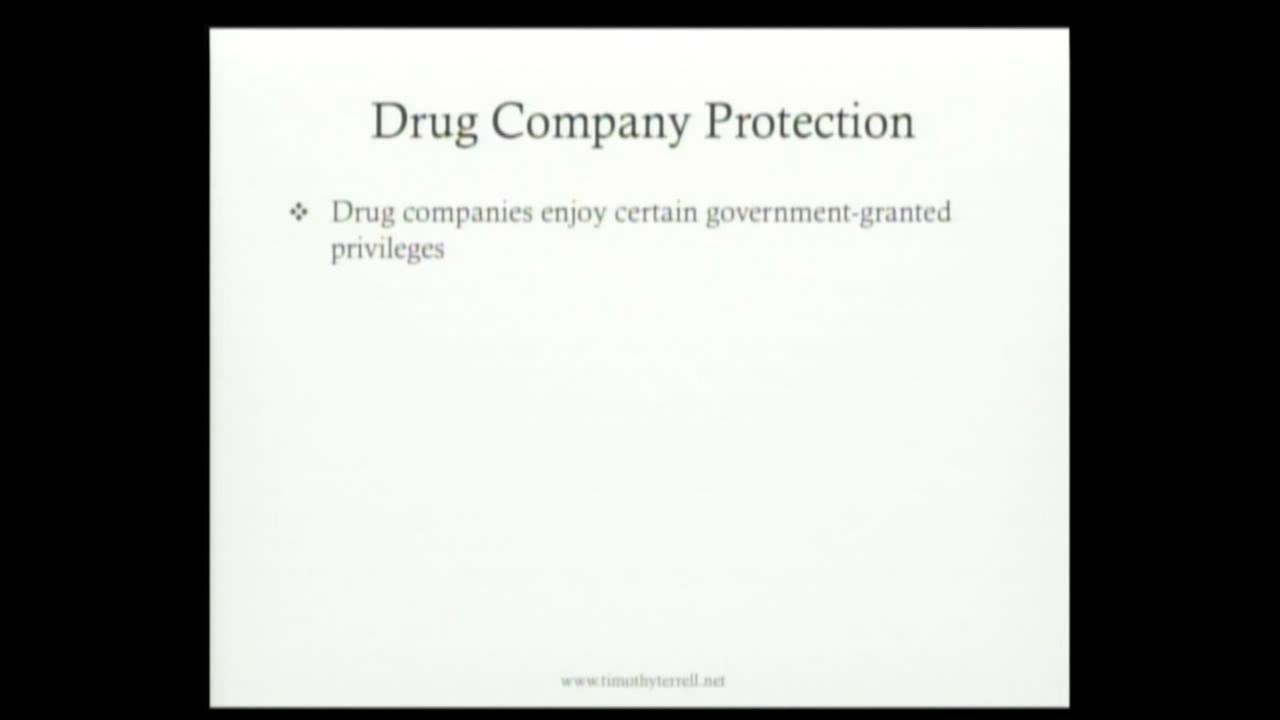 Drug Company Protection
❖ Drug companies enjoy certain government-granted
privileges
www.timothyterrell.net